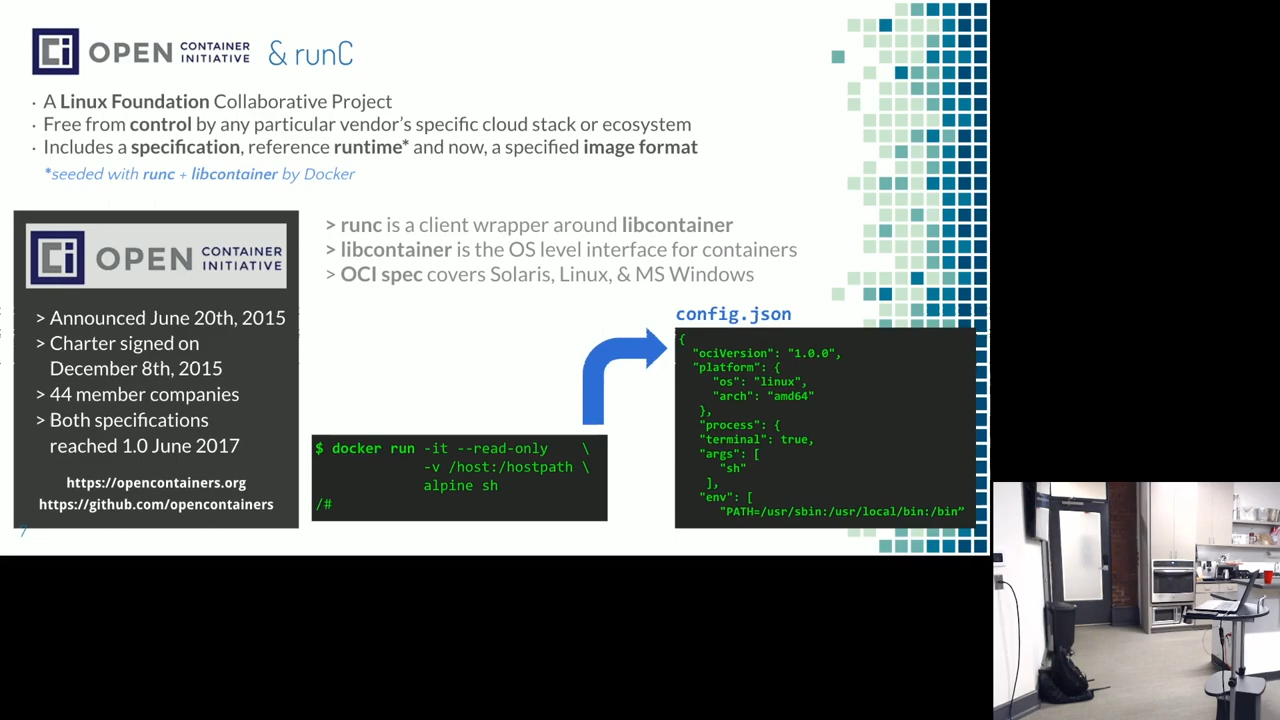 Ci OPEN CONTAINER INITIATIVE & runC
· A Linux Foundation Collaborative Project
· Free from control by any particular vendor's specific cloud stack or ecosystem
· Includes a specification, reference runtime* and now, a specified image format
*seeded with runc + libcontainer by Docker
Ci OPEN CONTAINER INITIATIVE
> Announced June 20th, 2015
> Charter signed on
December 8th, 2015
> 44 member companies
> Both specifications
reached 1.0 June 2017
https://opencontainers.org
https://github.com/opencontainers
> runc is a client wrapper around libcontainer
> libcontainer is the OS level interface for containers
> OCI spec covers Solaris, Linux, & MS Windows
$ docker run -it --read-only \
-v /host:/hostpath \
alpine sh
/#
config.json
{
"ociVersion": "1.0.0",
"platform": {
"os": "linux",
"arch": "amd64"
},
"process": {
"terminal": true,
"args": [
"sh"
],
"env": [
"PATH=/usr/sbin:/usr/local/bin:/bin”
7